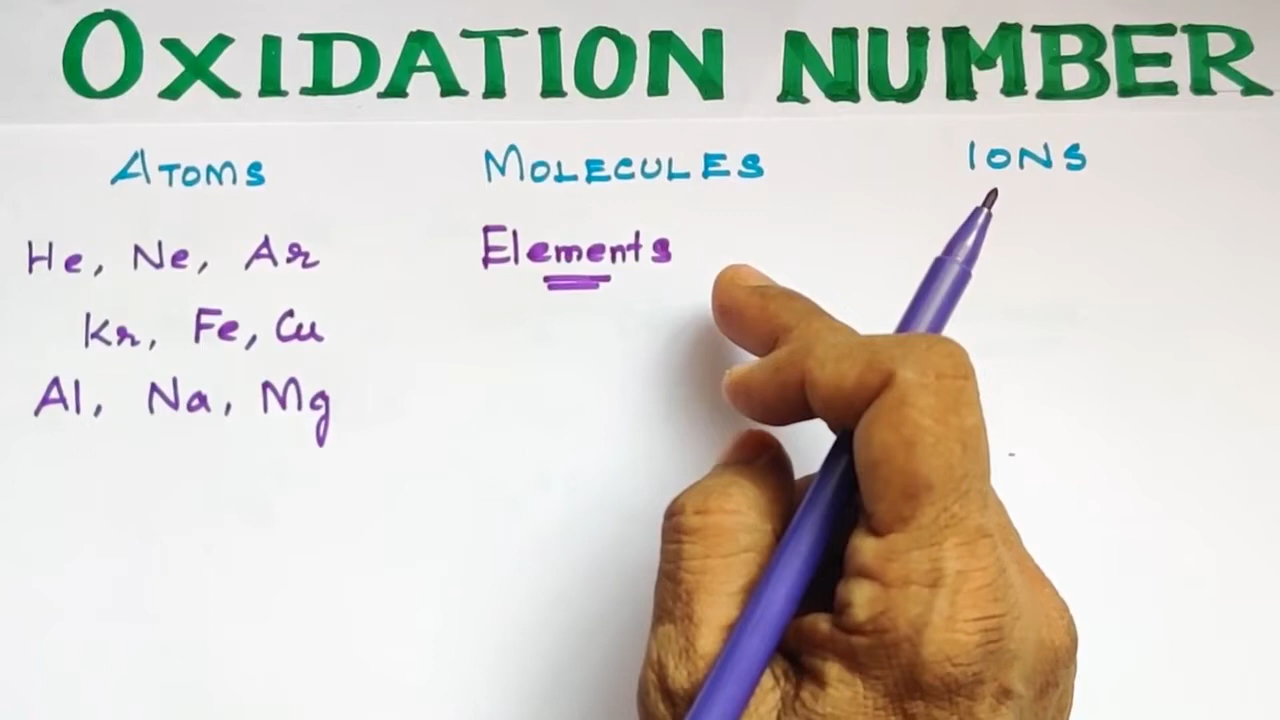 OXIDATION NUMBER
ATOMS
He, Ne, Ar
Kr, Fe, Cu
Al, Na, Mg
MOLECULES
Elements
IONS